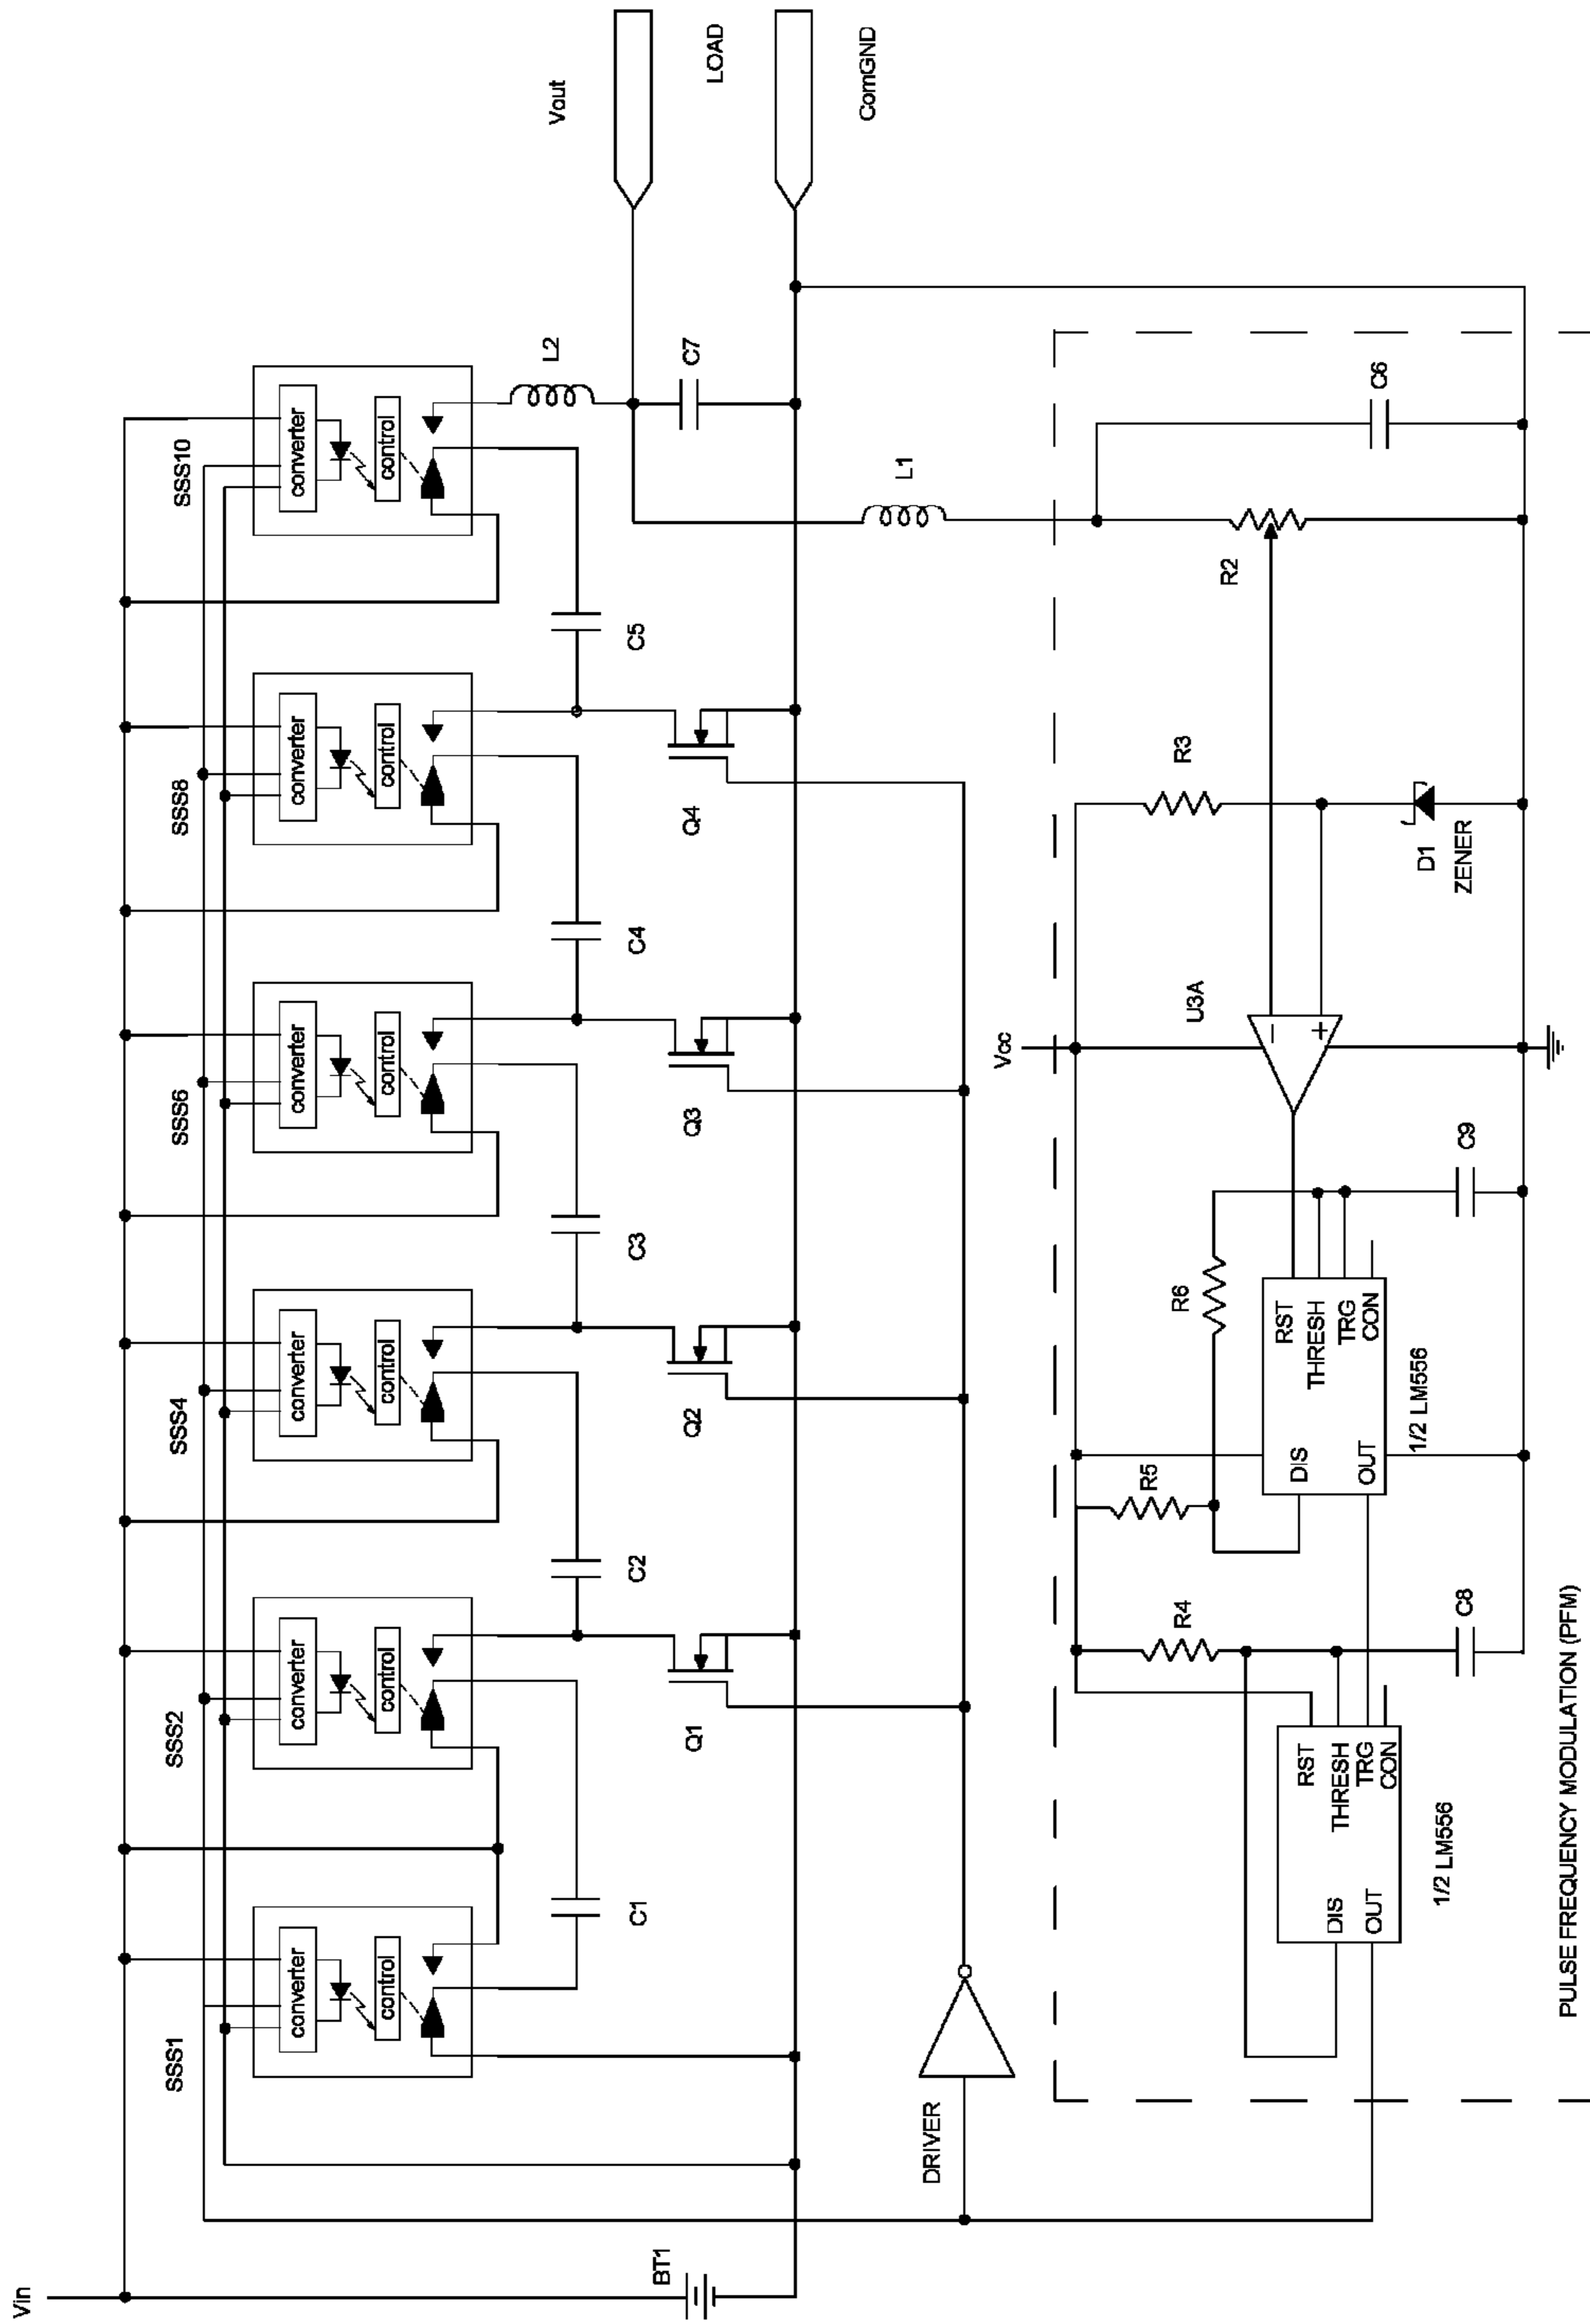 Vin
BT1
SSS1
SSS2
SSS4
SSS6
SSS8
SSS10
converter
control
converter
control
converter
control
converter
control
converter
control
converter
control
C1
C2
C3
C4
C5
L2
C7
Vout
LOAD
ComGND
Q1
Q2
Q3
Q4
DRIVER
L1
Vcc
U3A
−
+
R2
R3
R4
R5
R6
C6
D1
ZENER
C8
C9
RST
THRESH
TRG
CON
DIS
OUT
1/2 LM556
RST
THRESH
TRG
CON
DIS
OUT
1/2 LM556
PULSE FREQUENCY MODULATION (PFM)